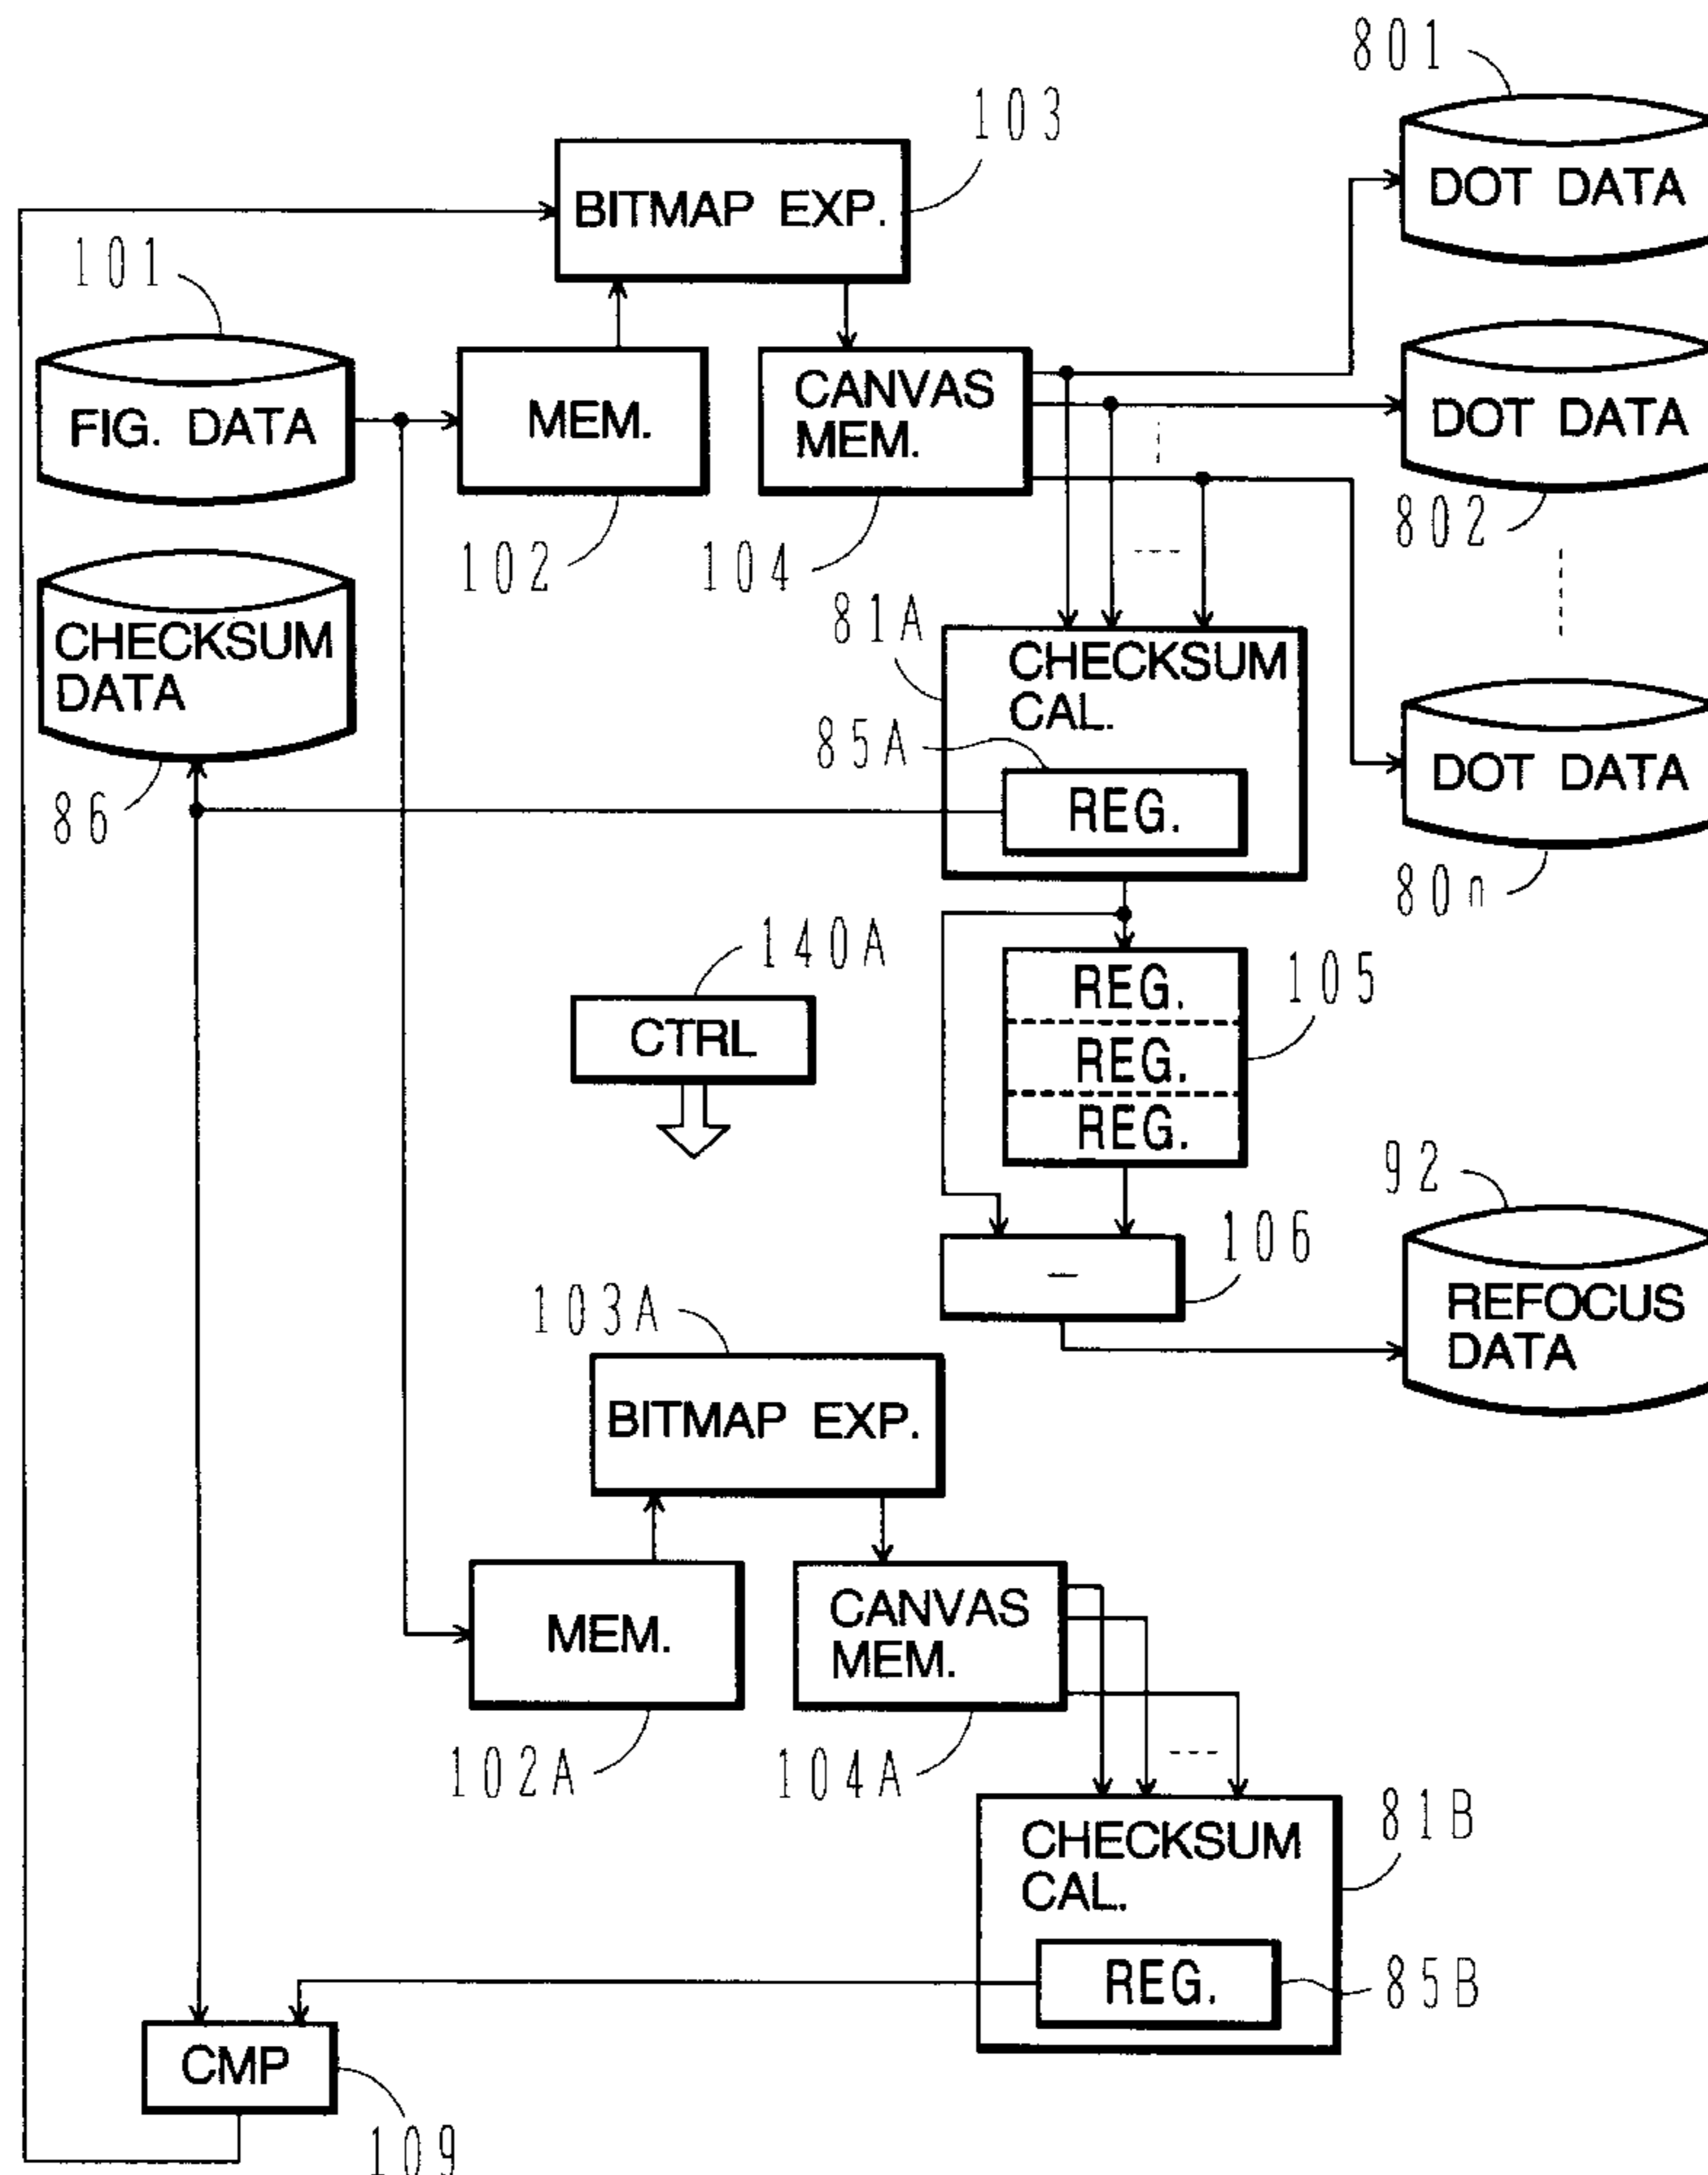 801
103
DOT DATA
BITMAP EXP.
101
FIG. DATA
MEM.
CANVAS
MEM.
DOT DATA
802
102
104
CHECKSUM
DATA
81A
CHECKSUM
CAL.
85A
REG.
DOT DATA
86
80n
140A
CTRL
REG.
REG.
REG.
105
92
106
–
REFOCUS
DATA
103A
BITMAP EXP.
MEM.
CANVAS
MEM.
102A
104A
81B
CHECKSUM
CAL.
REG.
85B
CMP
109